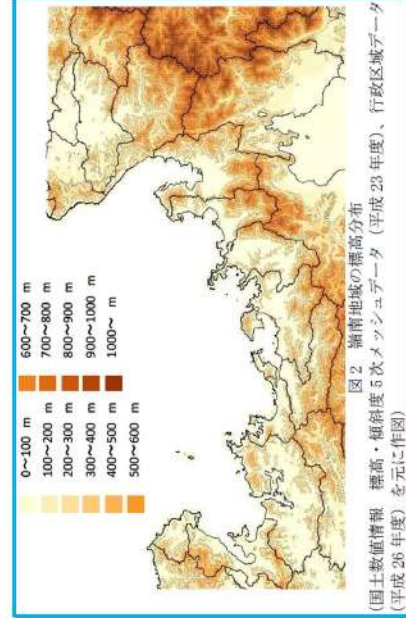 0～100 m
100～200 m
200～300 m
300～400 m
400～500 m
500～600 m
600～700 m
700～800 m
800～900 m
900～1000 m
1000～ m
図2 嶺南地域の標高分布
(国土数値情報 標高・傾斜度5次メッシュデータ (平成23年度)、行政区域データ
(平成26年度) を元に作図)